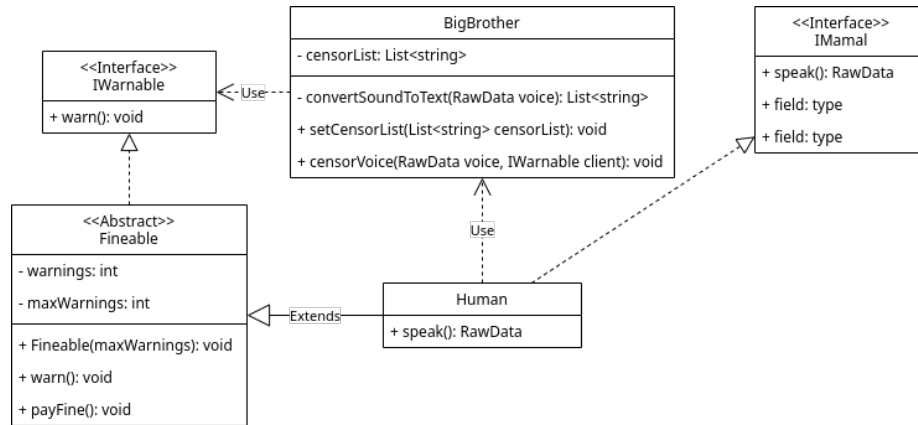 BigBrother
- censorList: List<string>
- convertSoundToText(RawData voice): List<string>
+ setCensorList(List<string> censorList): void
+ censorVoice(RawData voice, IWarnable client): void
<<Interface>>
IMamal
+ speak(): RawData
+ field: type
+ field: type
<<Interface>>
IWarnable
+ warn(): void
Use
<<Abstract>>
Fineable
- warnings: int
- maxWarnings: int
+ Fineable(maxWarnings): void
+ warn(): void
+ payFine(): void
Use
Extends
Human
+ speak(): RawData